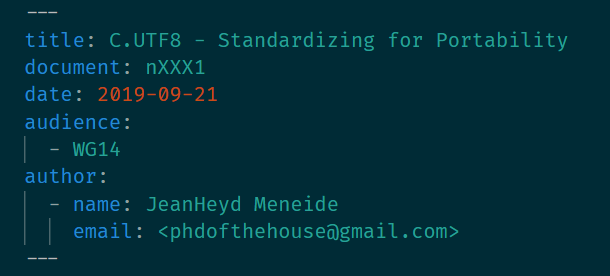 ---
title: C.UTF8 - Standardizing for Portability
document: nXXX1
date: 2019-09-21
audience:
  - WG14
author:
  - name: JeanHeyd Meneide
    email: <phdofthehouse@gmail.com>
---